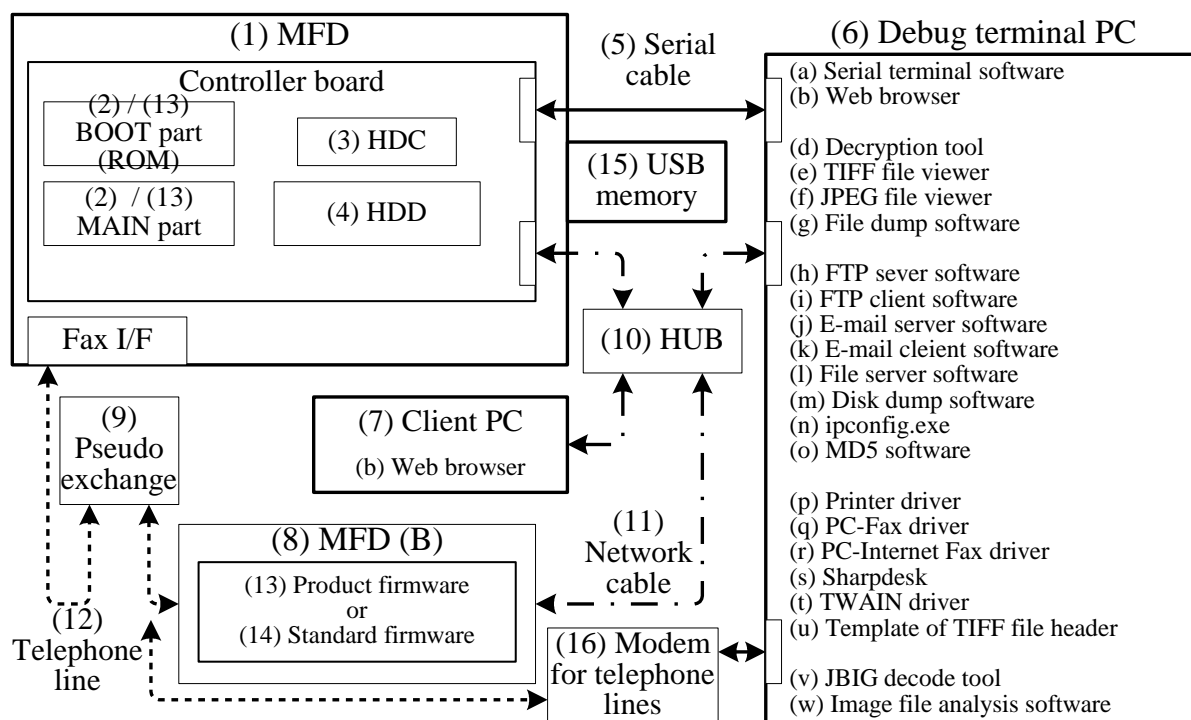 (1) MFD
Controller board
(2) / (13)
BOOT part
(ROM)
(3) HDC
(2) / (13)
MAIN part
(4) HDD
Fax I/F
(5) Serial
cable
(15) USB
memory
(10) HUB
(7) Client PC
(b) Web browser
(9)
Pseudo
exchange
(8) MFD (B)
(13) Product firmware
or
(14) Standard firmware
(11)
Network
cable
(12)
Telephone
line
(16) Modem
for telephone
lines
(6) Debug terminal PC
(a) Serial terminal software
(b) Web browser
(d) Decryption tool
(e) TIFF file viewer
(f) JPEG file viewer
(g) File dump software
(h) FTP sever software
(i) FTP client software
(j) E-mail server software
(k) E-mail cleient software
(l) File server software
(m) Disk dump software
(n) ipconfig.exe
(o) MD5 software
(p) Printer driver
(q) PC-Fax driver
(r) PC-Internet Fax driver
(s) Sharpdesk
(t) TWAIN driver
(u) Template of TIFF file header
(v) JBIG decode tool
(w) Image file analysis software